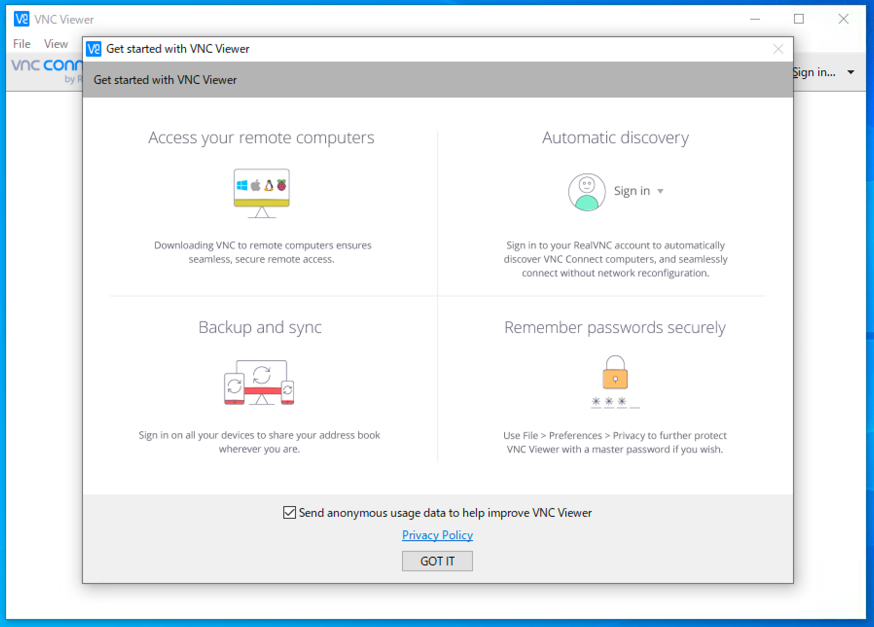 VNC Viewer
File View
Get started with VNC Viewer
vnc conn
by R
Sign in...
Get started with VNC Viewer
Access your remote computers
Downloading VNC to remote computers ensures
seamless, secure remote access.
Automatic discovery
Sign in
Sign in to your RealVNC account to automatically
discover VNC Connect computers, and seamlessly
connect without network reconfiguration.
Backup and sync
Sign in on all your devices to share your address book
wherever you are.
Remember passwords securely
***_
Use File > Preferences > Privacy to further protect
VNC Viewer with a master password if you wish.
Send anonymous usage data to help improve VNC Viewer
Privacy Policy
GOT IT